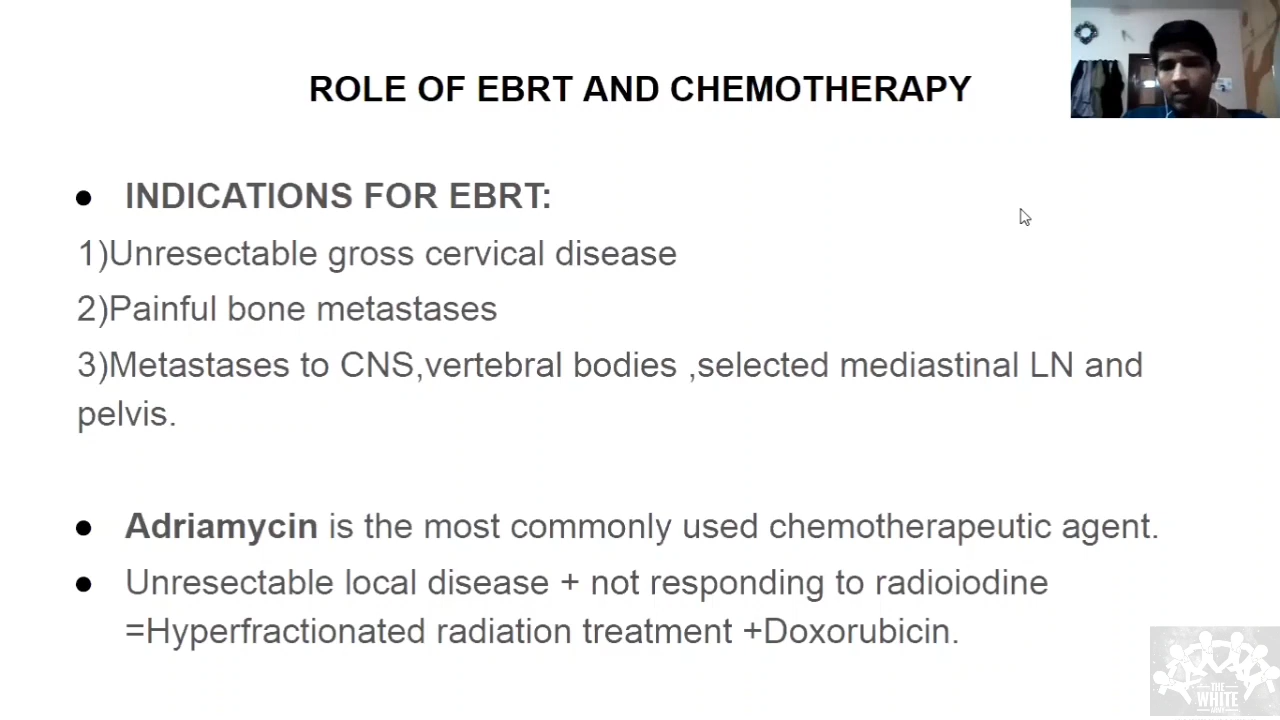 ROLE OF EBRT AND CHEMOTHERAPY
● INDICATIONS FOR EBRT:
1)Unresectable gross cervical disease
2)Painful bone metastases
3)Metastases to CNS,vertebral bodies ,selected mediastinal LN and
pelvis.
● Adriamycin is the most commonly used chemotherapeutic agent.
● Unresectable local disease + not responding to radioiodine
=Hyperfractionated radiation treatment +Doxorubicin.
THE
WHITE